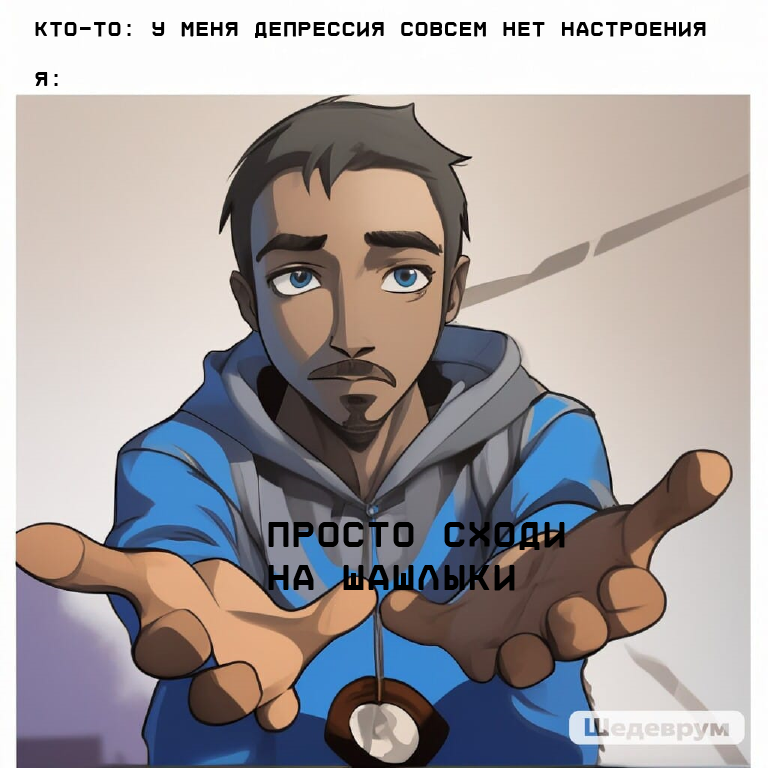 КТО-ТО: У МЕНЯ ДЕПРЕССИЯ СОВСЕМ НЕТ НАСТРОЕНИЯ
Я:
ПРОСТО СХОДИ
НА ШАШЛЫКИ
Шедеврум